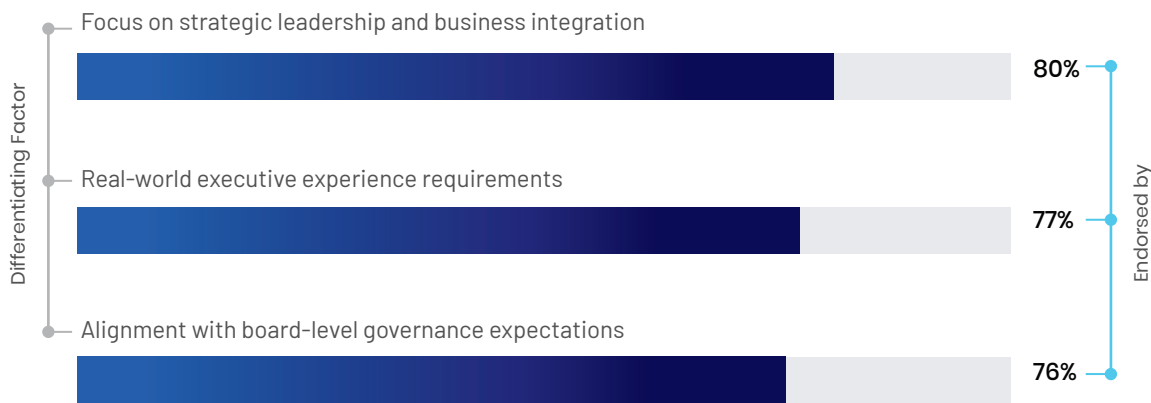 Focus on strategic leadership and business integration
80%
Differentiating Factor
Real-world executive experience requirements
77%
Endorsed by
Alignment with board-level governance expectations
76%